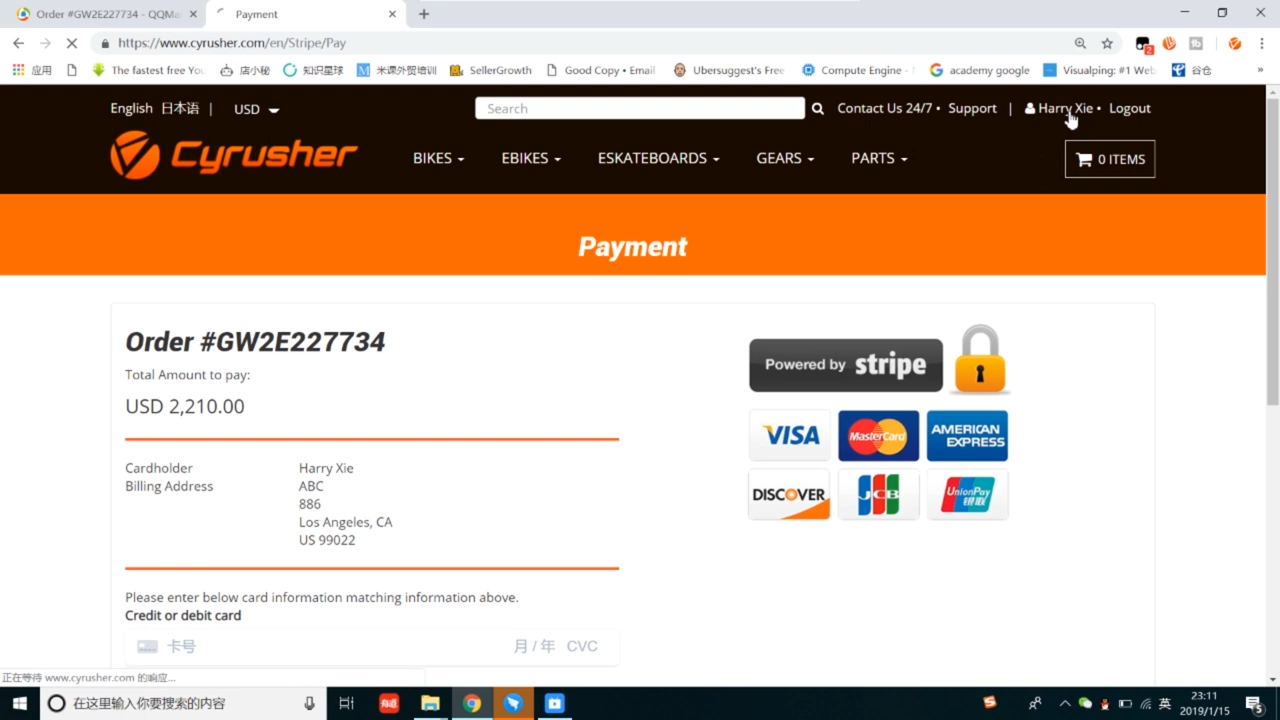 Order #GW2E227734 - QQMa
Payment
https://www.cyrusher.com/en/Stripe/Pay
2
应用
The fastest free Yo
店小秘
知识星球
米课外贸培训
SellerGrowth
Good Copy • Email
Ubersuggest's Free
Compute Engine -
academy google
Visualping: #1 Web
谷仓
»
English 日本語 |
USD
Search
Contact Us 24/7 • Support | Harry Xie • Logout
Cyrusher
BIKES
EBIKES
ESKATEBOARDS
GEARS
PARTS
0 ITEMS
Payment
Order #GW2E227734
Total Amount to pay:
USD 2,210.00
Powered by stripe
VISA
MasterCard
AMERICAN EXPRESS
DISCOVER
JCB
UnionPay 银联
Cardholder Harry Xie
Billing Address ABC
886
Los Angeles, CA
US 99022
Please enter below card information matching information above.
Credit or debit card
卡号 月 / 年 CVC
正在等待 www.cyrusher.com 的响应...
在这里输入你要搜索的内容
英
23:11
2019/1/15
5